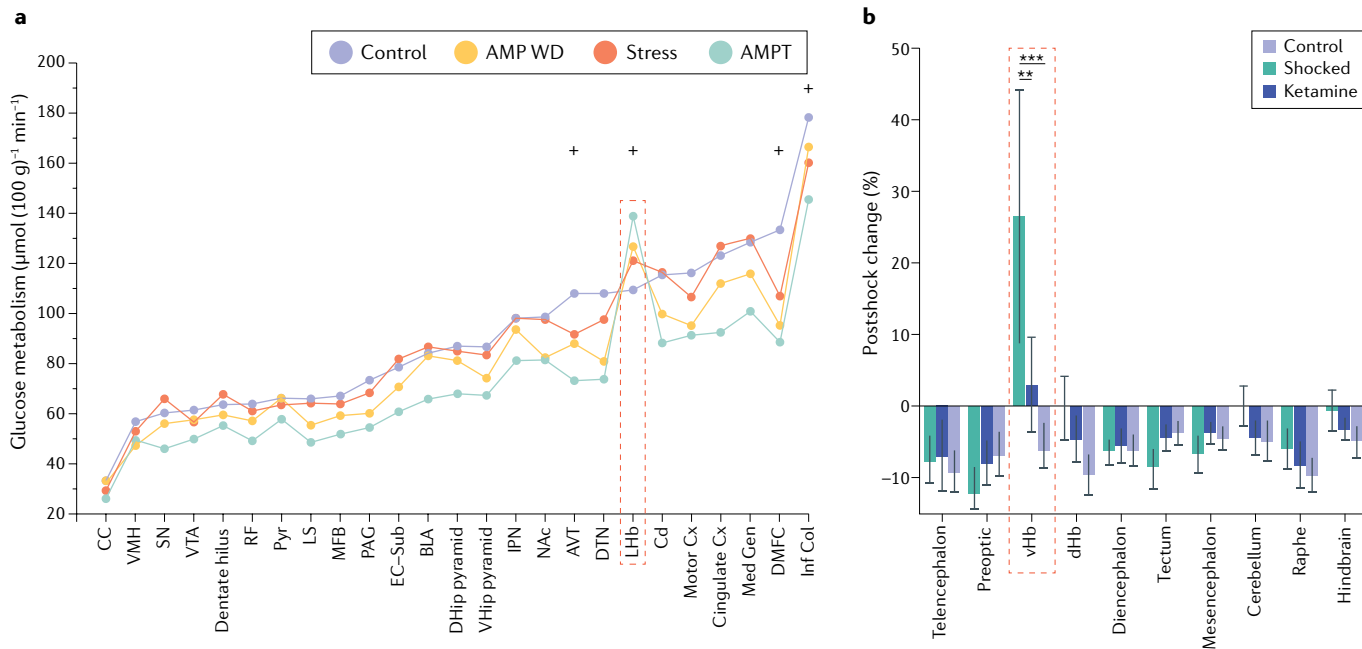 a
Control
AMP WD
Stress
AMPT
Glucose metabolism (μmol (100 g)⁻¹ min⁻¹)
200
180
160
140
120
100
80
60
40
20
+
+
+
+
CC
VMH
SN
VTA
Dentate hilus
RF
Pyr
LS
MFB
PAG
EC–Sub
BLA
DHip pyramid
VHip pyramid
IPN
NAc
AVT
DTN
LHb
Cd
Motor Cx
Cingulate Cx
Med Gen
DMFC
Inf Col
b
Control
Shocked
Ketamine
Postshock change (%)
50
40
30
20
10
0
−10
***
**
Telencephalon
Preoptic
vHb
dHb
Diencephalon
Tectum
Mesencephalon
Cerebellum
Raphe
Hindbrain